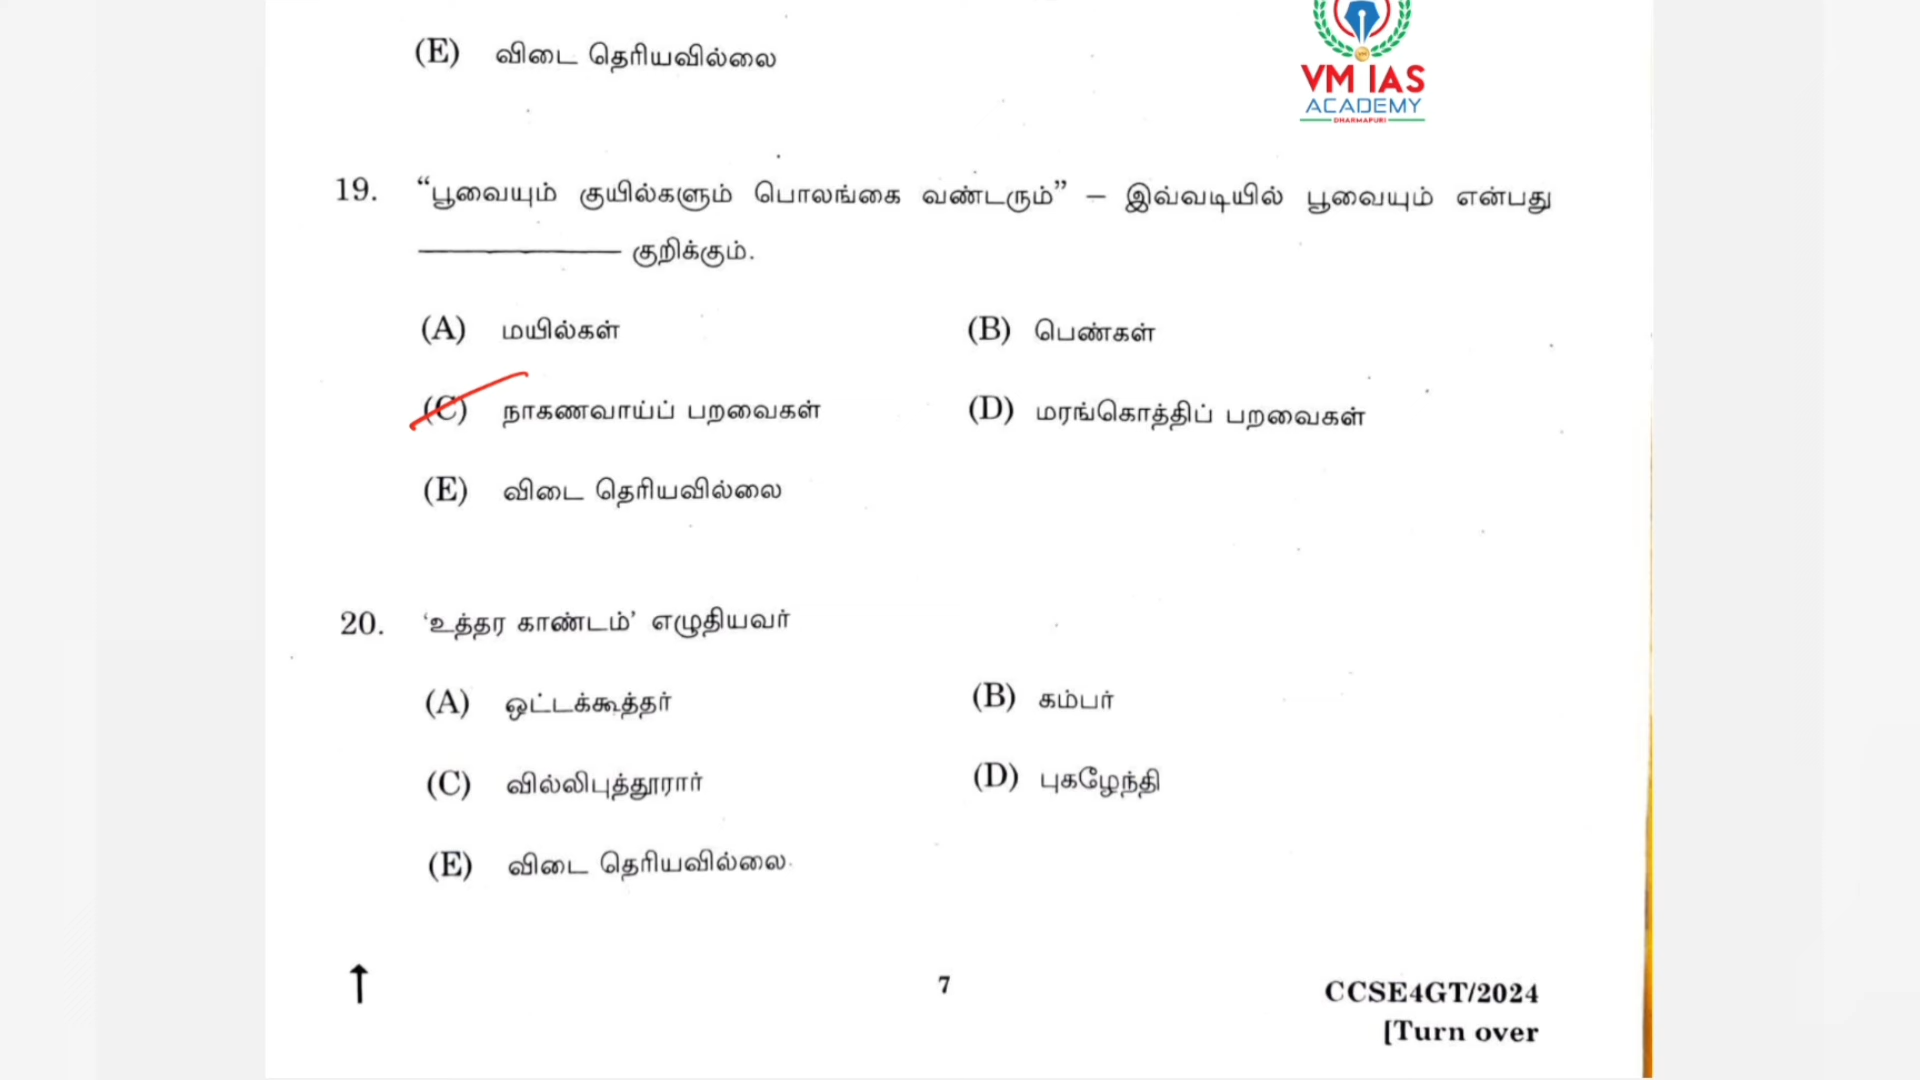 (E) விடை தெரியவில்லை
VM IAS
ACADEMY
DHARMAPURI
19. “பூவையும் குயில்களும் பொலங்கை வண்டரும்” – இவ்வடியில் பூவையும் என்பது
குறிக்கும்.
(A) மயில்கள் (B) பெண்கள்
(C) நாகணவாய்ப் பறவைகள் (D) மரங்கொத்திப் பறவைகள்
(E) விடை தெரியவில்லை
20. ‘உத்தர காண்டம்’ எழுதியவர்
(A) ஒட்டக்கூத்தர் (B) கம்பர்
(C) வில்லிபுத்தூரார் (D) புகழேந்தி
(E) விடை தெரியவில்லை.
↑ 7 CCSE4GT/2024
[Turn over